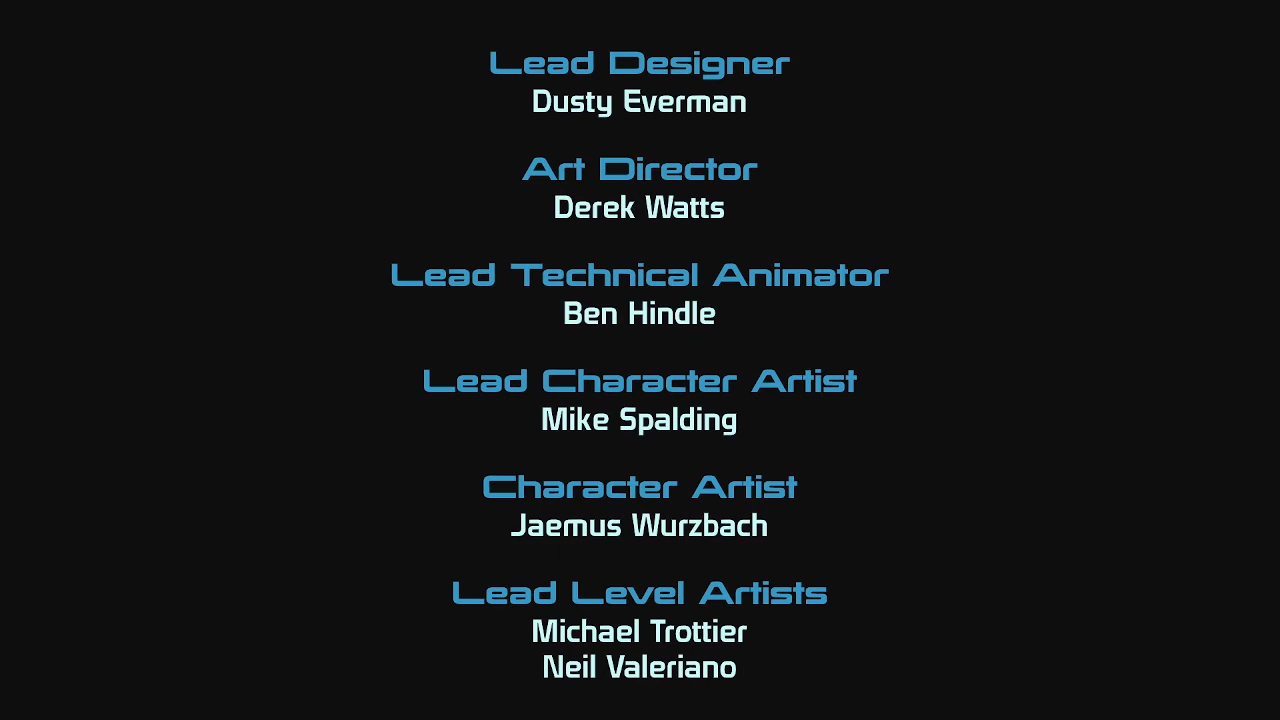 Lead Designer
Dusty Everman
Art Director
Derek Watts
Lead Technical Animator
Ben Hindle
Lead Character Artist
Mike Spalding
Character Artist
Jaemus Wurzbach
Lead Level Artists
Michael Trottier
Neil Valeriano